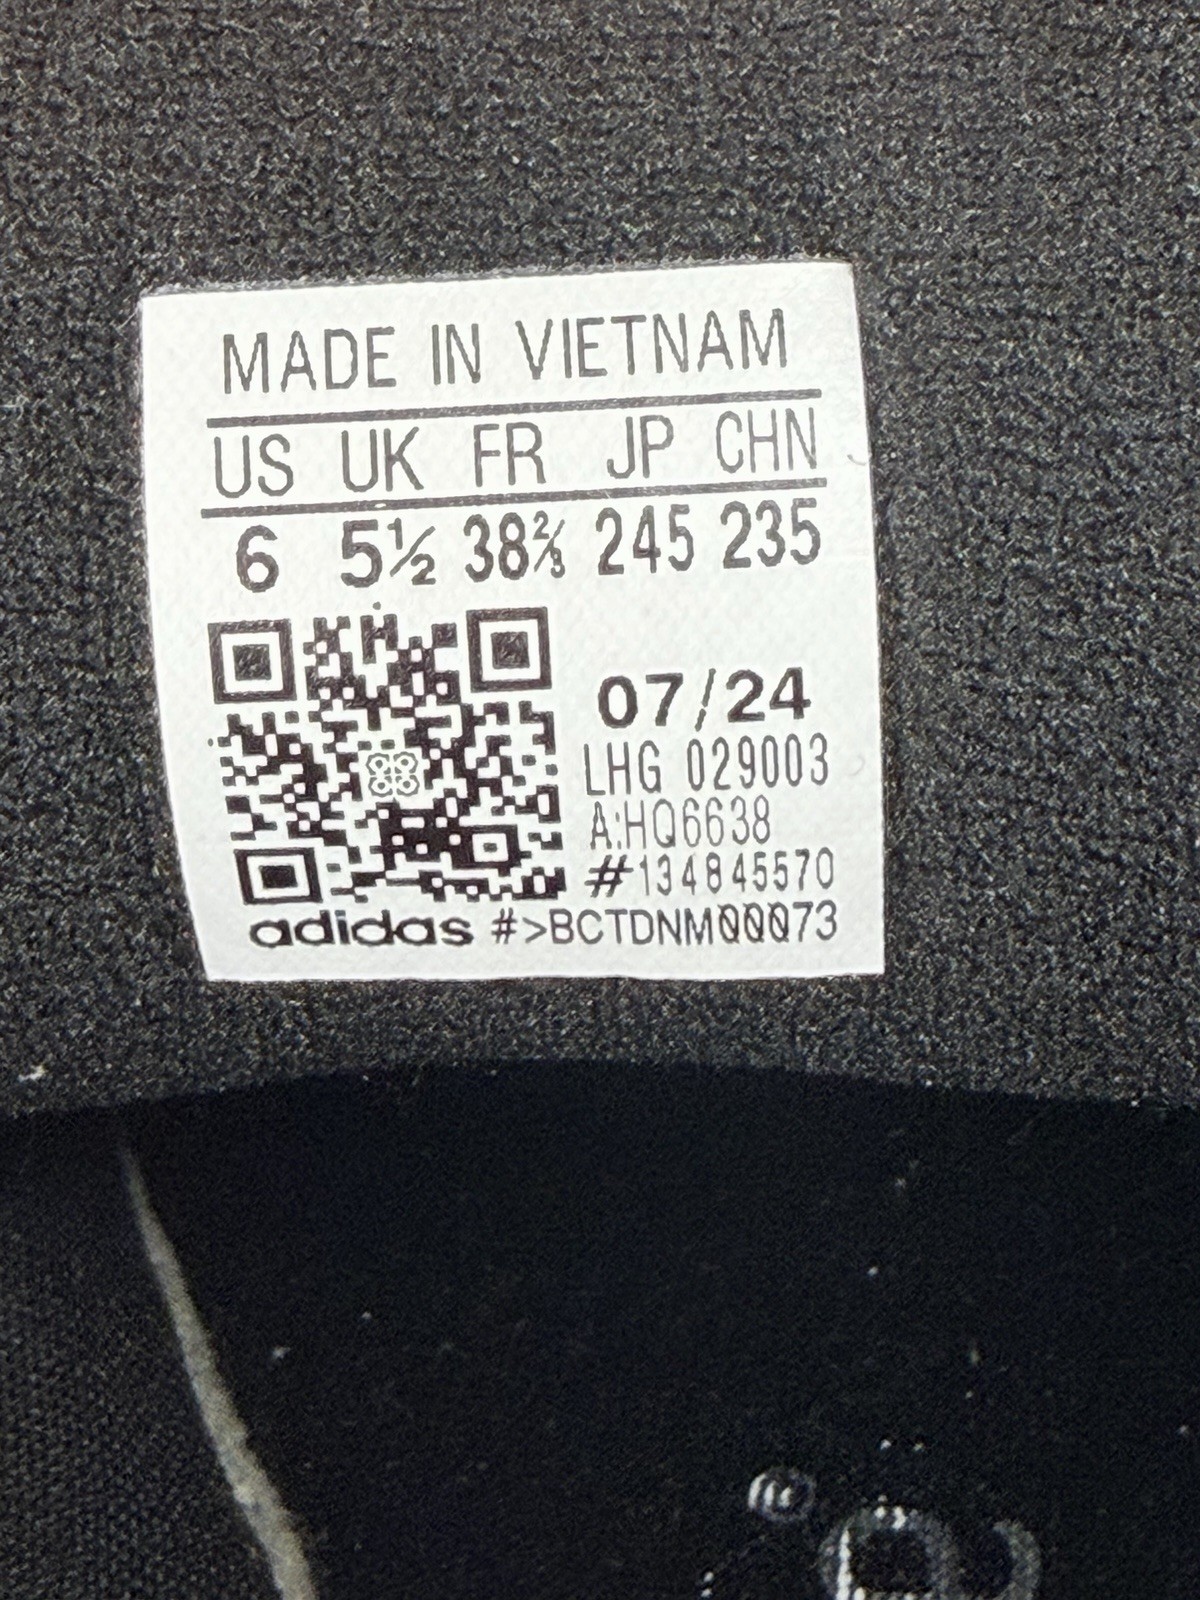 MADE IN VIETNAM
US UK FR JP CHN
6 5½ 38⅔ 245 235
07/24
LHG 029003
A:HQ6638
#134845570
adidas #>BCTDNM00073